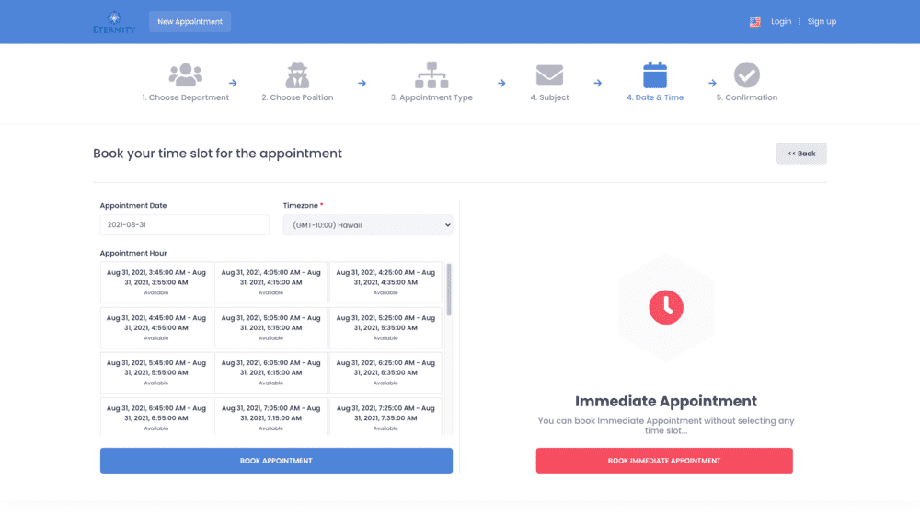 ETERNITY
New Appointment
Login | Sign up
1. Choose Department
2. Choose Position
3. Appointment Type
4. Subject
4. Date & Time
5. Confirmation
Book your time slot for the appointment
<< Back
Appointment Date
Timezone *
2021-08-31
(GMT-10:00) Hawaii
Appointment Hour
Aug 31, 2021, 3:45:00 AM - Aug
31, 2021, 3:55:00 AM
Available
Aug 31, 2021, 4:05:00 AM - Aug
31, 2021, 4:15:00 AM
Available
Aug 31, 2021, 4:25:00 AM - Aug
31, 2021, 4:35:00 AM
Available
Aug 31, 2021, 4:45:00 AM - Aug
31, 2021, 4:55:00 AM
Available
Aug 31, 2021, 5:05:00 AM - Aug
31, 2021, 5:15:00 AM
Available
Aug 31, 2021, 5:25:00 AM - Aug
31, 2021, 5:35:00 AM
Available
Aug 31, 2021, 5:45:00 AM - Aug
31, 2021, 5:55:00 AM
Available
Aug 31, 2021, 6:05:00 AM - Aug
31, 2021, 6:15:00 AM
Available
Aug 31, 2021, 6:25:00 AM - Aug
31, 2021, 6:35:00 AM
Available
Aug 31, 2021, 6:45:00 AM - Aug
31, 2021, 6:55:00 AM
Available
Aug 31, 2021, 7:05:00 AM - Aug
31, 2021, 7:15:00 AM
Available
Aug 31, 2021, 7:25:00 AM - Aug
31, 2021, 7:35:00 AM
Available
BOOK APPOINTMENT
Immediate Appointment
You can book Immediate Appointment without selecting any
time slot...
BOOK IMMEDIATE APPOINTMENT